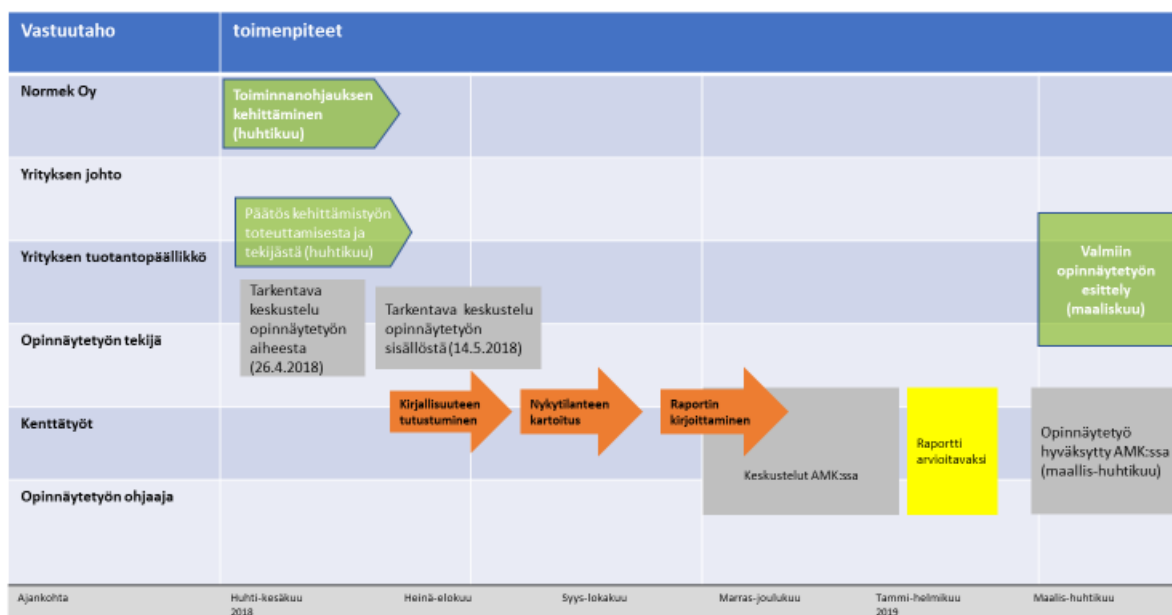 Vastuutaho
toimenpiteet
Normek Oy
Toiminnanohjauksen
kehittäminen
(huhtikuu)
Yrityksen johto
Päätös kehittämistyön
toteuttamisesta ja
tekijästä (huhtikuu)
Yrityksen tuotantopäällikkö
Valmiin
opinnäytetyön
esittely
(maaliskuu)
Tarkentava
keskustelu
opinnäytetyön
aiheesta
(26.4.2018)
Tarkentava keskustelu
opinnäytetyön
sisällöstä (14.5.2018)
Opinnäytetyön tekijä
Kirjallisuuteen
tutustuminen
Nykytilanteen
kartoitus
Raportin
kirjoittaminen
Kenttätyöt
Keskustelut AMK:ssa
Raportti
arvioitavaksi
Opinnäytetyö
hyväksytty AMK:ssa
(maallis-huhtikuu)
Opinnäytetyön ohjaaja
Ajankohta
Huhti-kesäkuu
2018
Heinä-elokuu
Syys-lokakuu
Marras-joulukuu
Tammi-helmikuu
2019
Maalis-huhtikuu